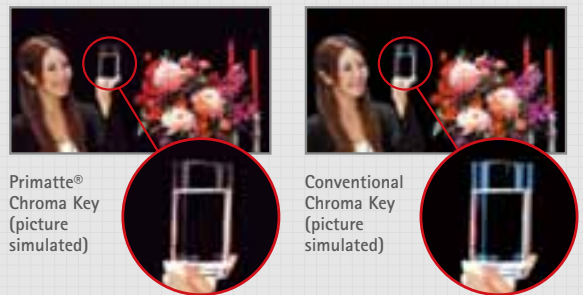 Primatte®
Chroma Key
(picture
simulated)
Conventional
Chroma Key
(picture
simulated)